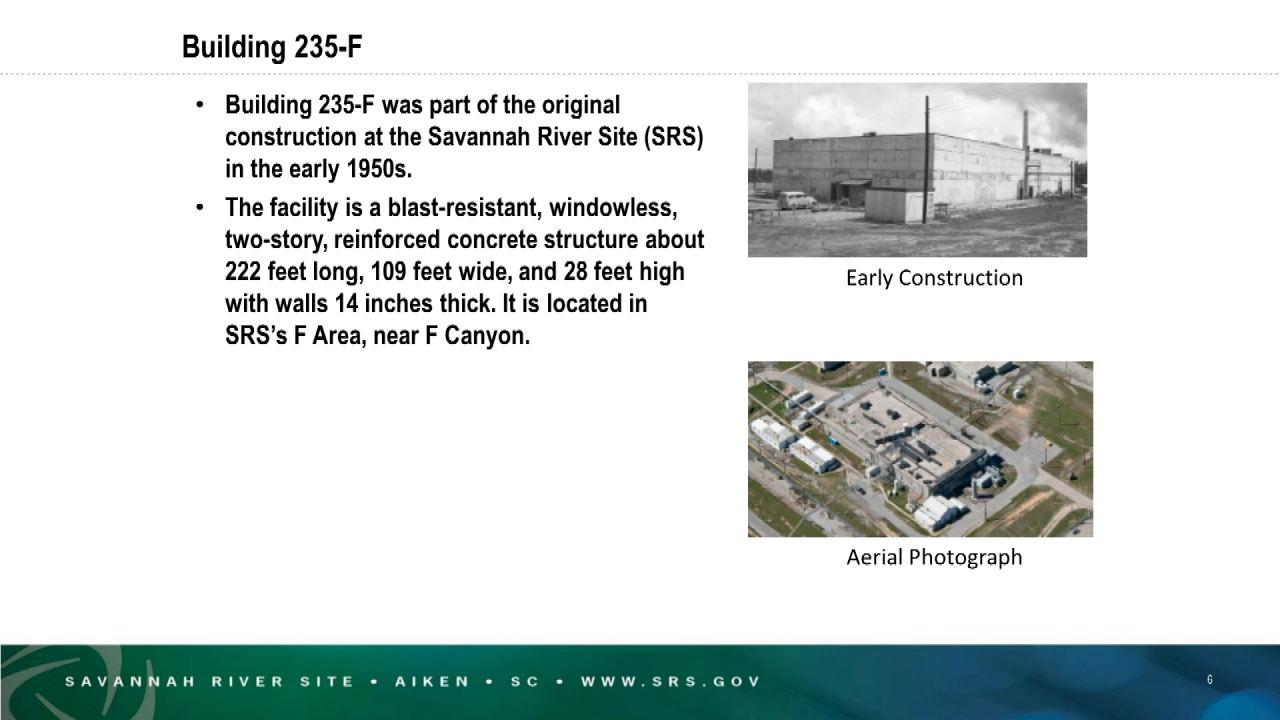 Building 235-F
• Building 235-F was part of the original
construction at the Savannah River Site (SRS)
in the early 1950s.
• The facility is a blast-resistant, windowless,
two-story, reinforced concrete structure about
222 feet long, 109 feet wide, and 28 feet high
with walls 14 inches thick. It is located in
SRS’s F Area, near F Canyon.
Early Construction
Aerial Photograph
SAVANNAH RIVER SITE • AIKEN • SC • WWW.SRS.GOV
6